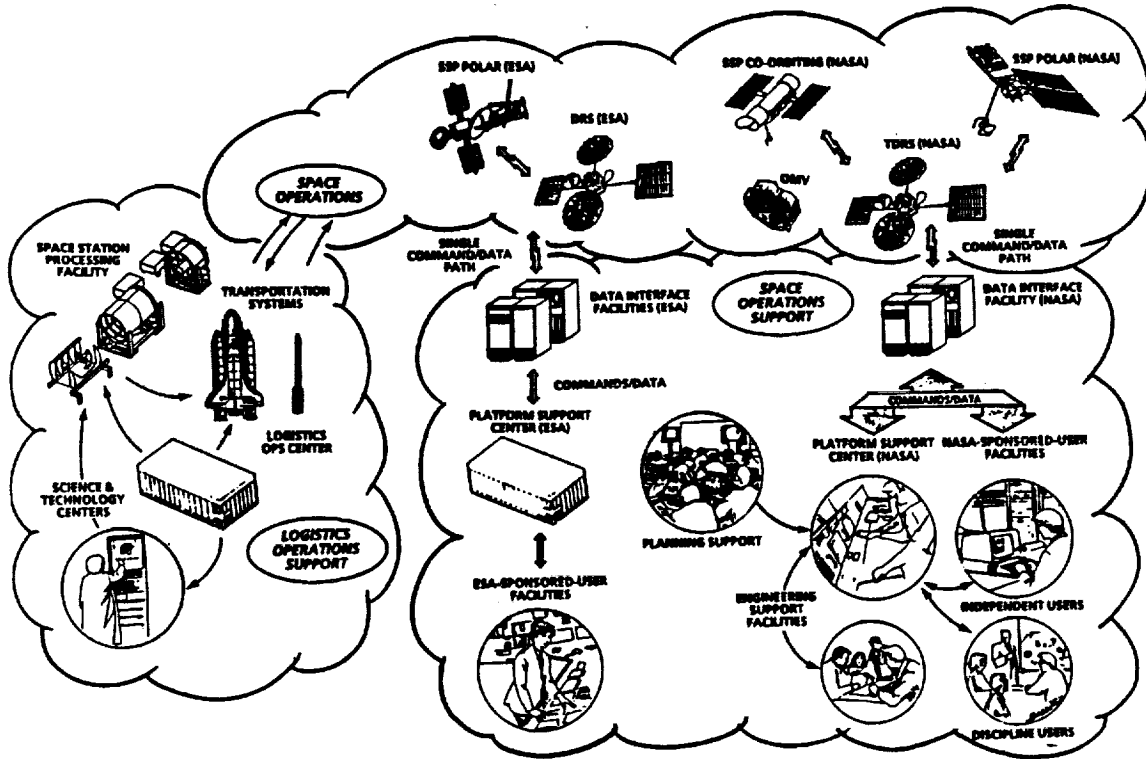 SSP POLAR (ESA)
SSP CO-ORBITING (NASA)
SSP POLAR (NASA)
DRS (ESA)
TDRS (NASA)
OMV
SPACE
OPERATIONS
SINGLE
COMMAND/DATA
PATH
SINGLE
COMMAND/DATA
PATH
SPACE STATION
PROCESSING
FACILITY
TRANSPORTATION
SYSTEMS
DATA INTERFACE
FACILITIES (ESA)
SPACE
OPERATIONS
SUPPORT
DATA INTERFACE
FACILITY (NASA)
COMMANDS/DATA
COMMANDS/DATA
PLATFORM SUPPORT
CENTER (ESA)
PLATFORM SUPPORT
CENTER (NASA)
NASA-SPONSORED-USER
FACILITIES
LOGISTICS
OPS CENTER
SCIENCE &
TECHNOLOGY
CENTERS
LOGISTICS
OPERATIONS
SUPPORT
PLANNING SUPPORT
ESA-SPONSORED-USER
FACILITIES
ENGINEERING
SUPPORT
FACILITIES
INDEPENDENT USERS
DISCIPLINE USERS